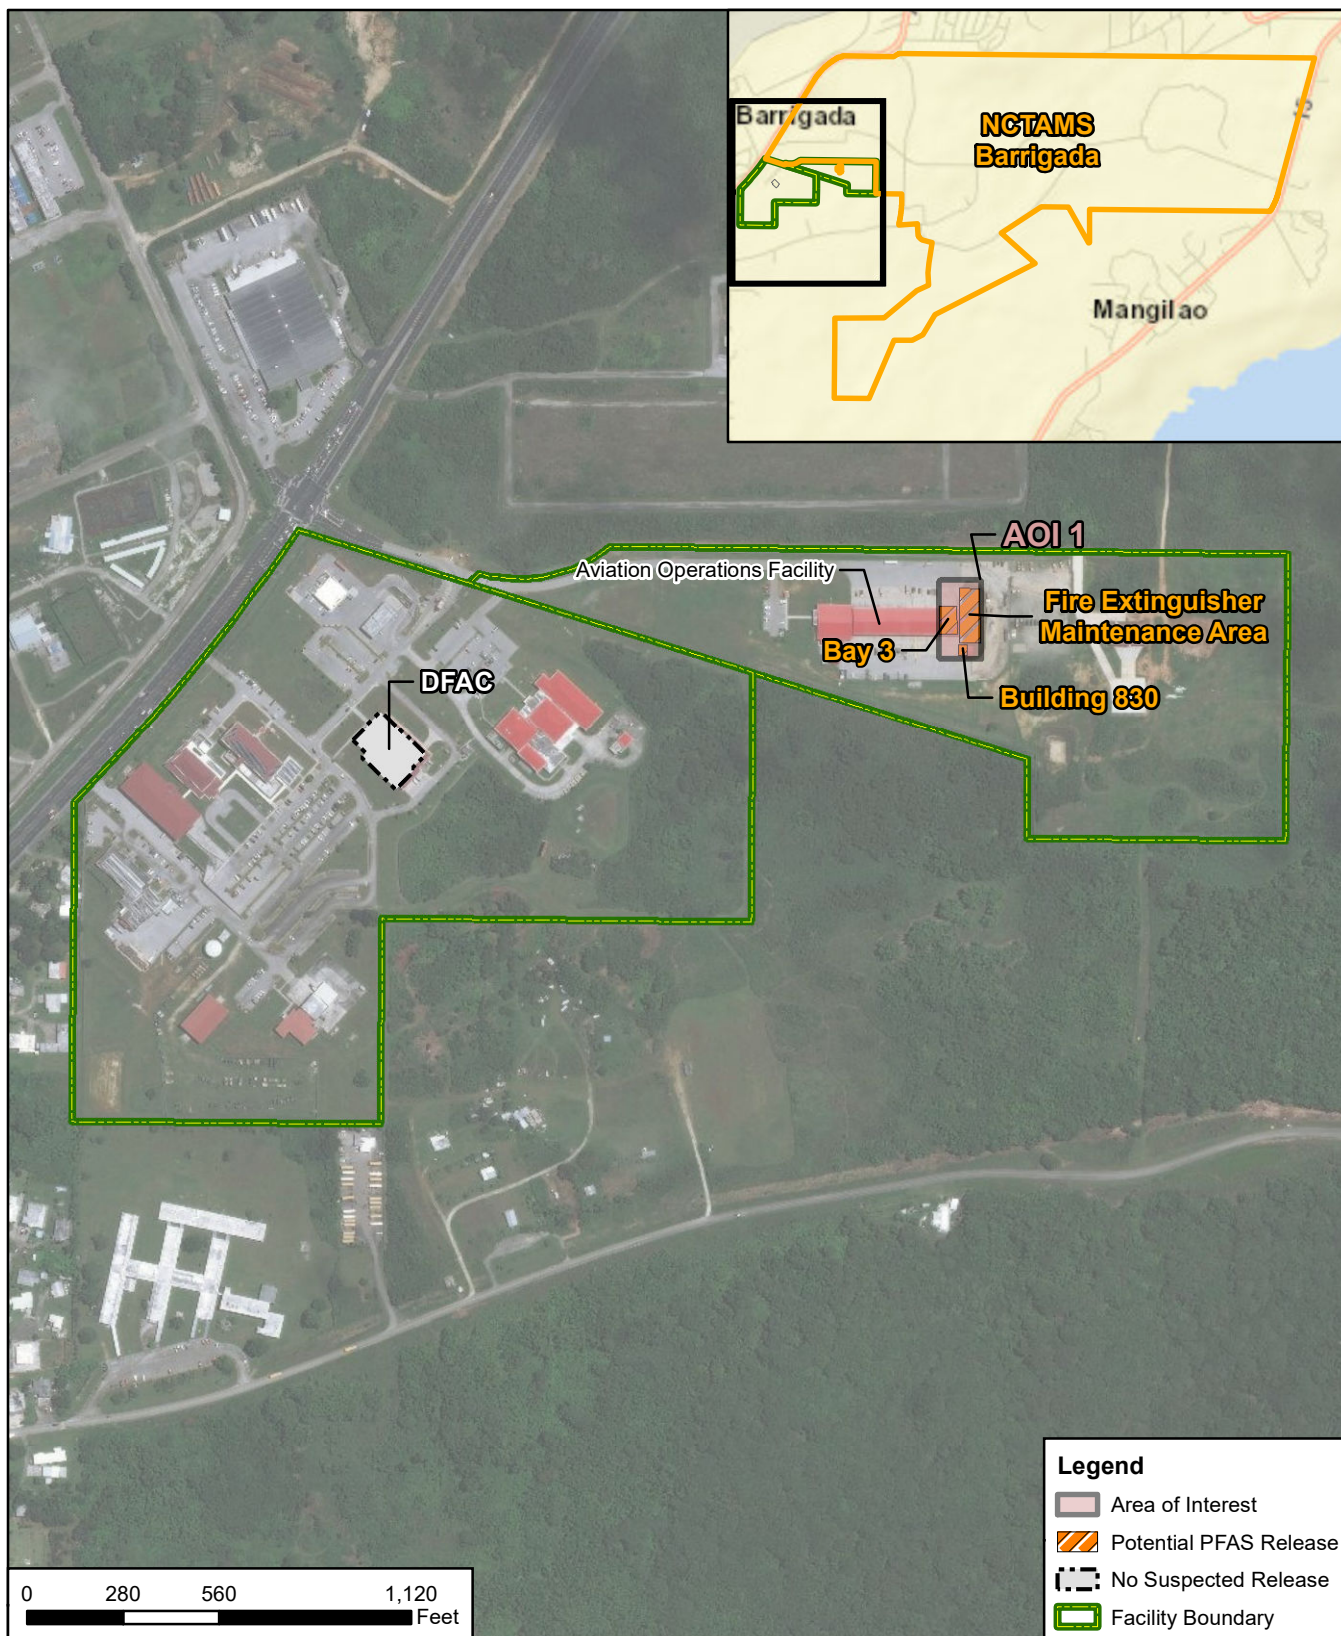 Barrigada
NCTAMS
Barrigada
15
Mangilao
AOI 1
Aviation Operations Facility
Fire Extinguisher
Maintenance Area
Bay 3
Building 830
DFAC
Legend
Area of Interest
Potential PFAS Release
No Suspected Release
Facility Boundary
0 280 560 1,120
Feet